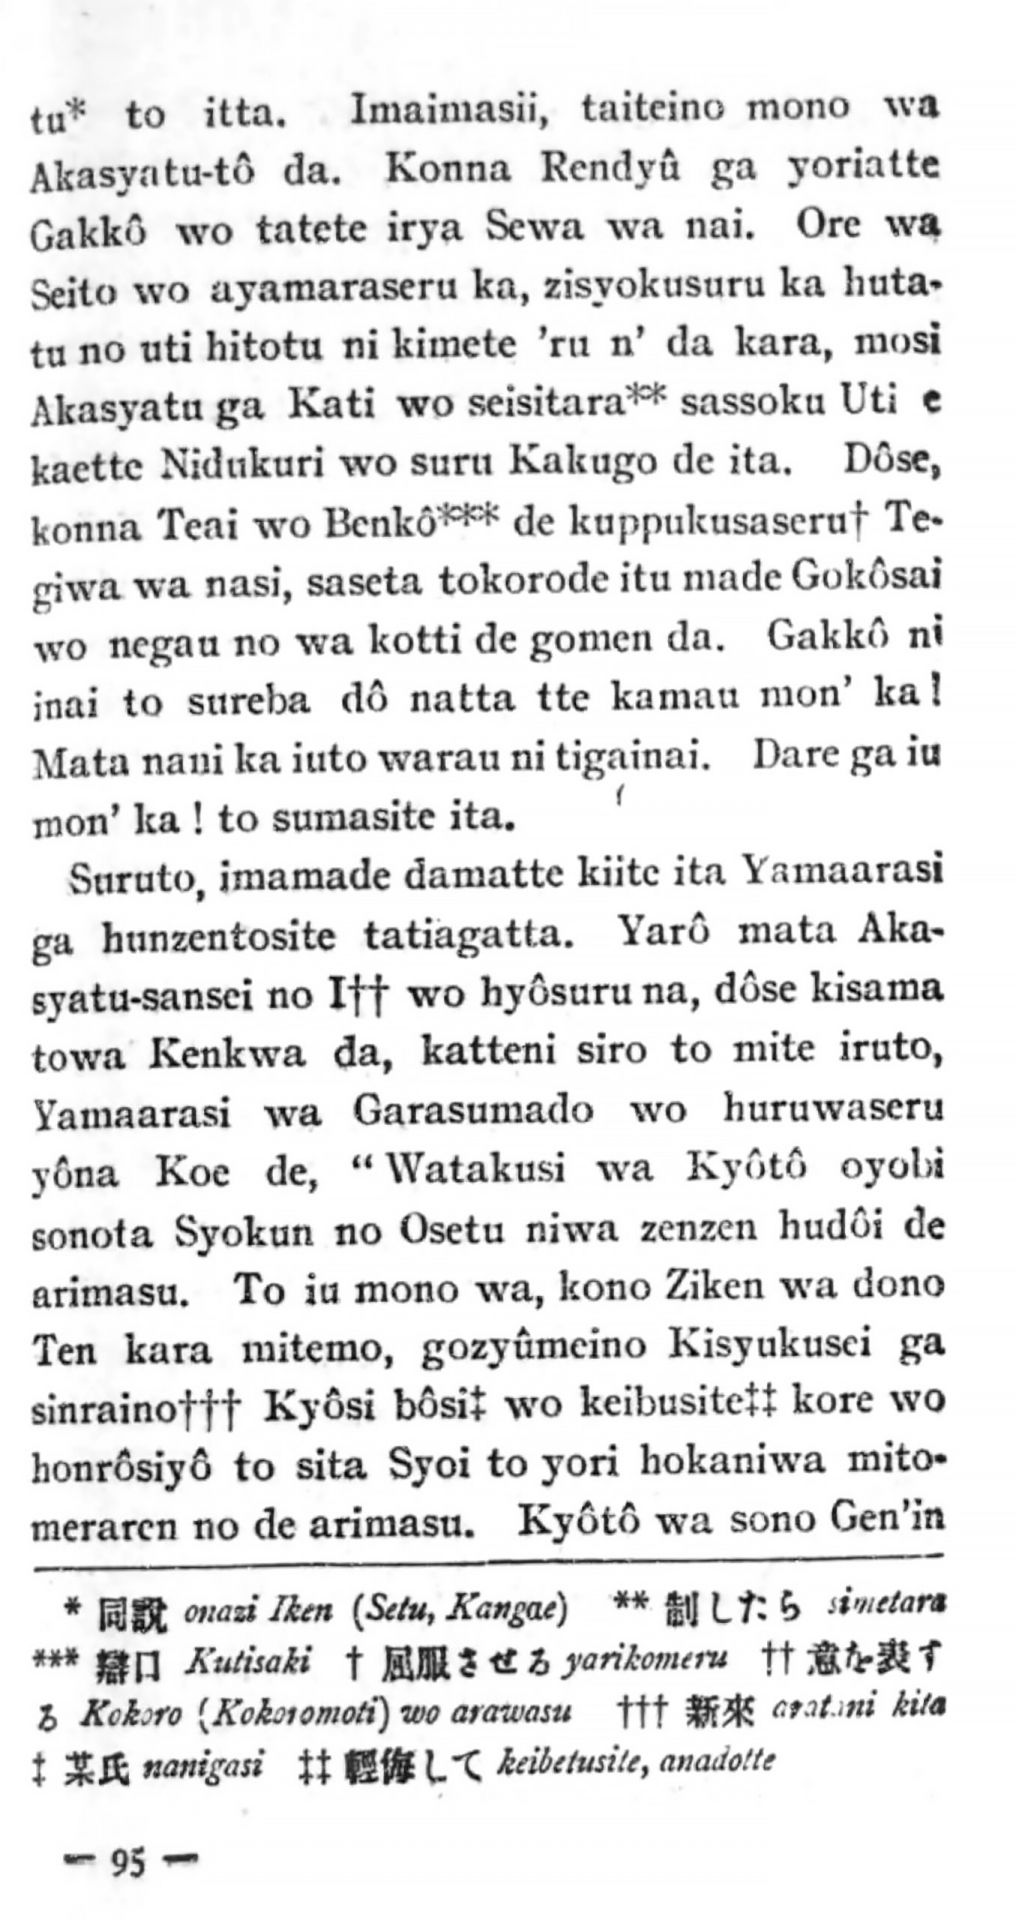 tu* to itta. Imaimasii, taiteino mono wa
Akasyatu-tô da. Konna Rendyû ga yoriatte
Gakkô wo tatete irya Sewa wa nai. Ore wa
Seito wo ayamaraseru ka, zisyokusuru ka huta-
tu no uti hitotu ni kimete 'ru n' da kara, mosi
Akasyatu ga Kati wo seisitara** sassoku Uti e
kaette Nidukuri wo suru Kakugo de ita. Dôse,
konna Teai wo Benkô*** de kuppukusaseru† Te-
giwa wa nasi, saseta tokorode itu made Gokôsai
wo negau no wa kotti de gomen da. Gakkô ni
inai to sureba dô natta tte kamau mon' ka!
Mata nani ka iuto warau ni tigainai. Dare ga iu
mon' ka! to sumasite ita.
Suruto, imamade damatte kiite ita Yamaarasi
ga hunzentosite tatiagatta. Yarô mata Aka-
syatu-sansei no I†† wo hyôsuru na, dôse kisama
towa Kenkwa da, katteni siro to mite iruto,
Yamaarasi wa Garasumado wo huruwaseru
yôna Koe de, "Watakusi wa Kyôtô oyobi
sonota Syokun no Osetu niwa zenzen hudôi de
arimasu. To iu mono wa, kono Ziken wa dono
Ten kara mitemo, gozyûmeino Kisyukusei ga
sinraino††† Kyôsi bôsi‡ wo keibusite‡‡ kore wo
honrôsiyô to sita Syoi to yori hokaniwa mito-
meraren no de arimasu. Kyôtô wa sono Gen'in
* 同說 onazi Iken (Setu, Kangae) ** 制したら simetara
*** 辯口 Kutisaki † 屈服させる yarikomeru †† 意を表す
る Kokoro (Kokoromoti) wo arawasu ††† 新來 aratani kita
‡ 某氏 nanigasi ‡‡ 輕侮して keibetusite, anadotte
— 95 —